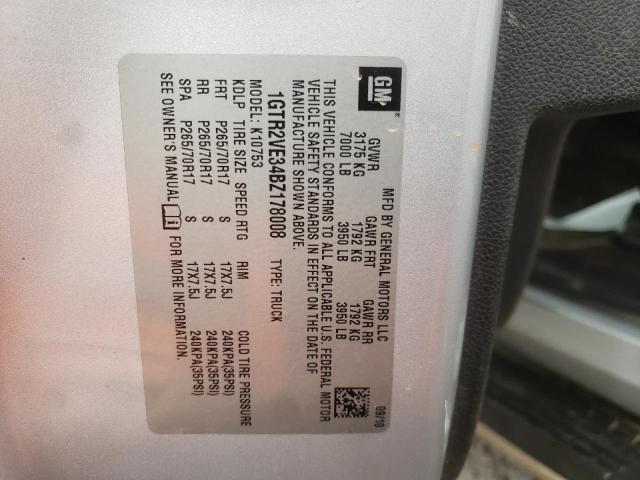 GM ®
MFD BY GENERAL MOTORS LLC 09/10
GVWR GAWR FRT GAWR RR
3175 KG 1792 KG 1792 KG
7000 LB 3950 LB 3950 LB
THIS VEHICLE CONFORMS TO ALL APPLICABLE U.S. FEDERAL MOTOR
VEHICLE SAFETY STANDARDS IN EFFECT ON THE DATE OF
MANUFACTURE SHOWN ABOVE.
1GTR2VE34BZ178008 TYPE: TRUCK
MODEL: K10753
KDLP TIRE SIZE SPEED RTG RIM COLD TIRE PRESSURE
FRT P265/70R17 S 17X7.5J 240KPA(35PSI)
RR P265/70R17 S 17X7.5J 240KPA(35PSI)
SPA P265/70R17 S 17X7.5J 240KPA(35PSI)
SEE OWNER'S MANUAL FOR MORE INFORMATION.